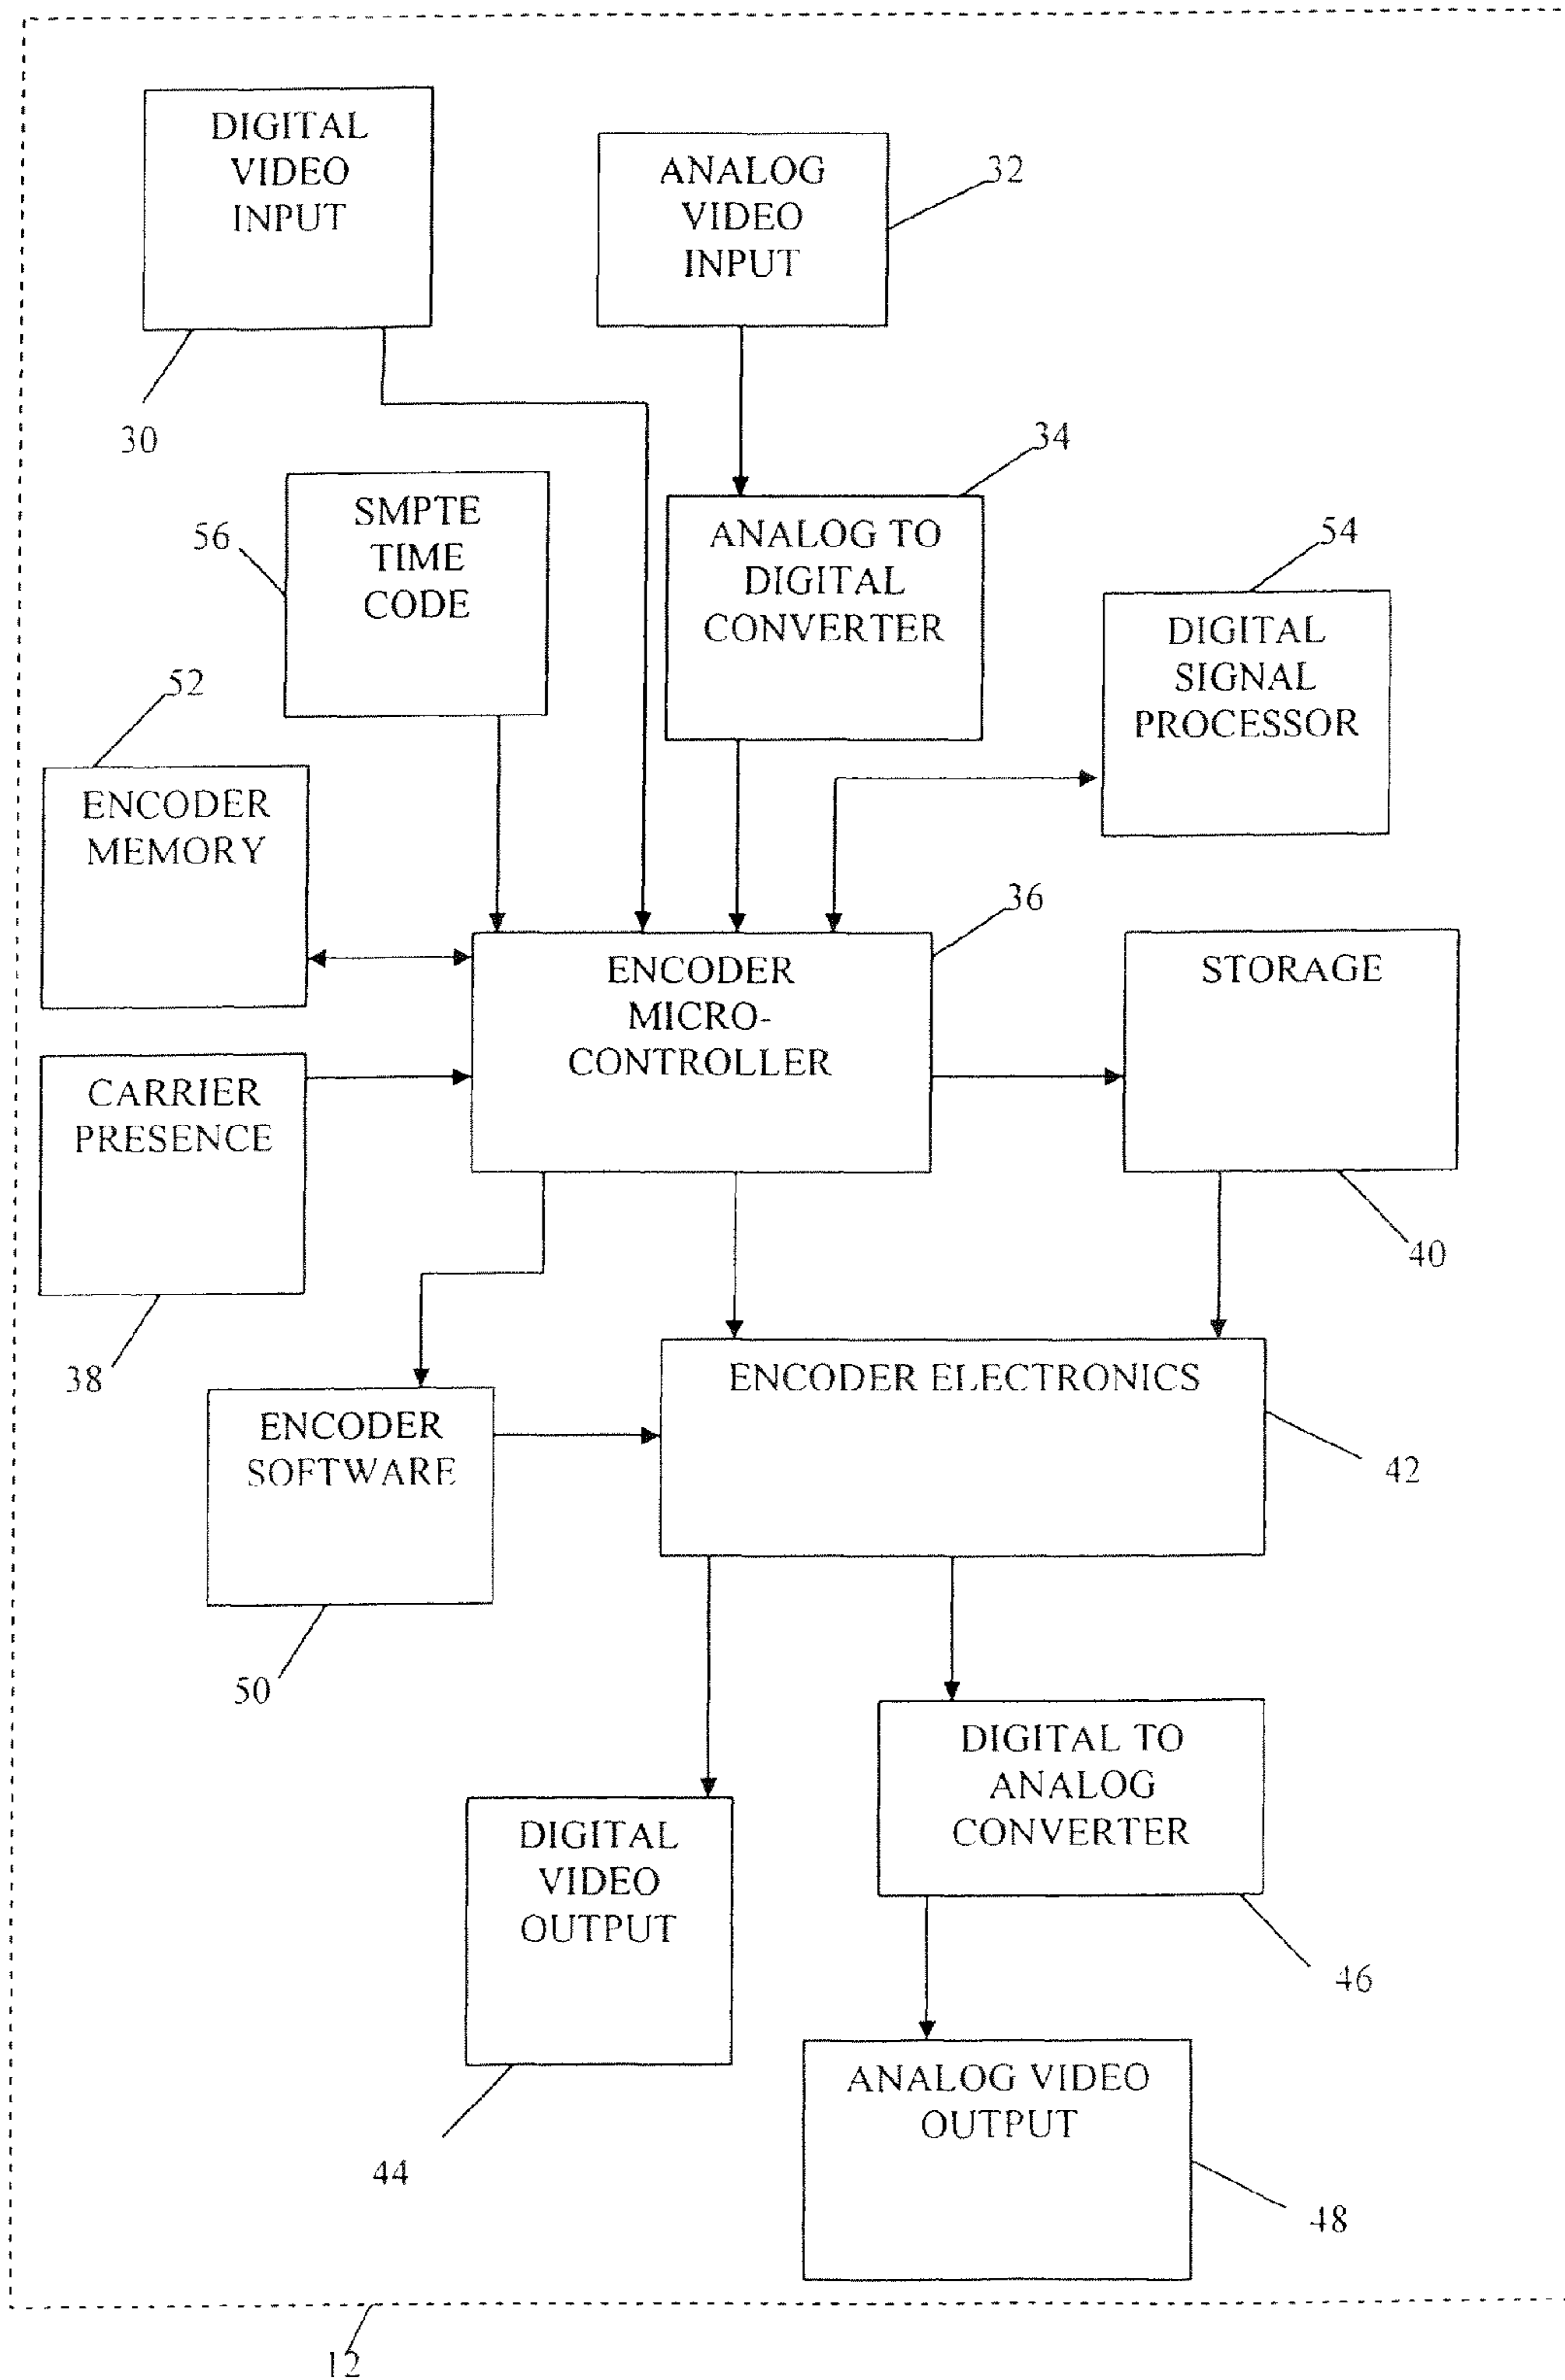 DIGITAL
VIDEO
INPUT
30
ANALOG
VIDEO
INPUT
32
34
SMPTE
TIME
CODE
56
ANALOG TO
DIGITAL
CONVERTER
54
DIGITAL
SIGNAL
PROCESSOR
52
ENCODER
MEMORY
36
ENCODER
MICRO-
CONTROLLER
STORAGE
40
CARRIER
PRESENCE
38
ENCODER ELECTRONICS
42
ENCODER
SOFTWARE
50
DIGITAL TO
ANALOG
CONVERTER
46
DIGITAL
VIDEO
OUTPUT
44
ANALOG VIDEO
OUTPUT
48
12